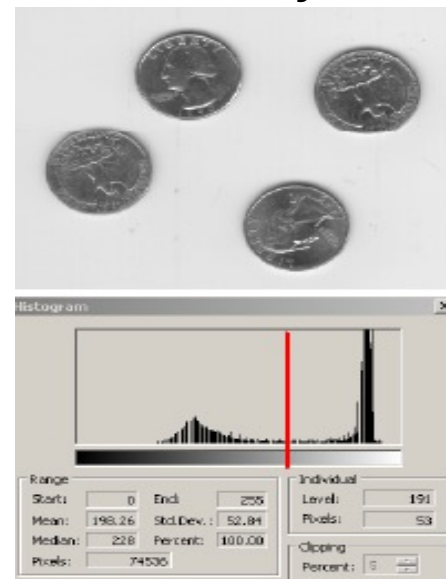 Histogram
Range
Start: 0 End: 255
Mean: 198.26 Std.Dev.: 52.84
Median: 228 Percent: 100.00
Pixels: 74536
Individual
Level: 191
Pixels: 53
Clipping
Percent: 5